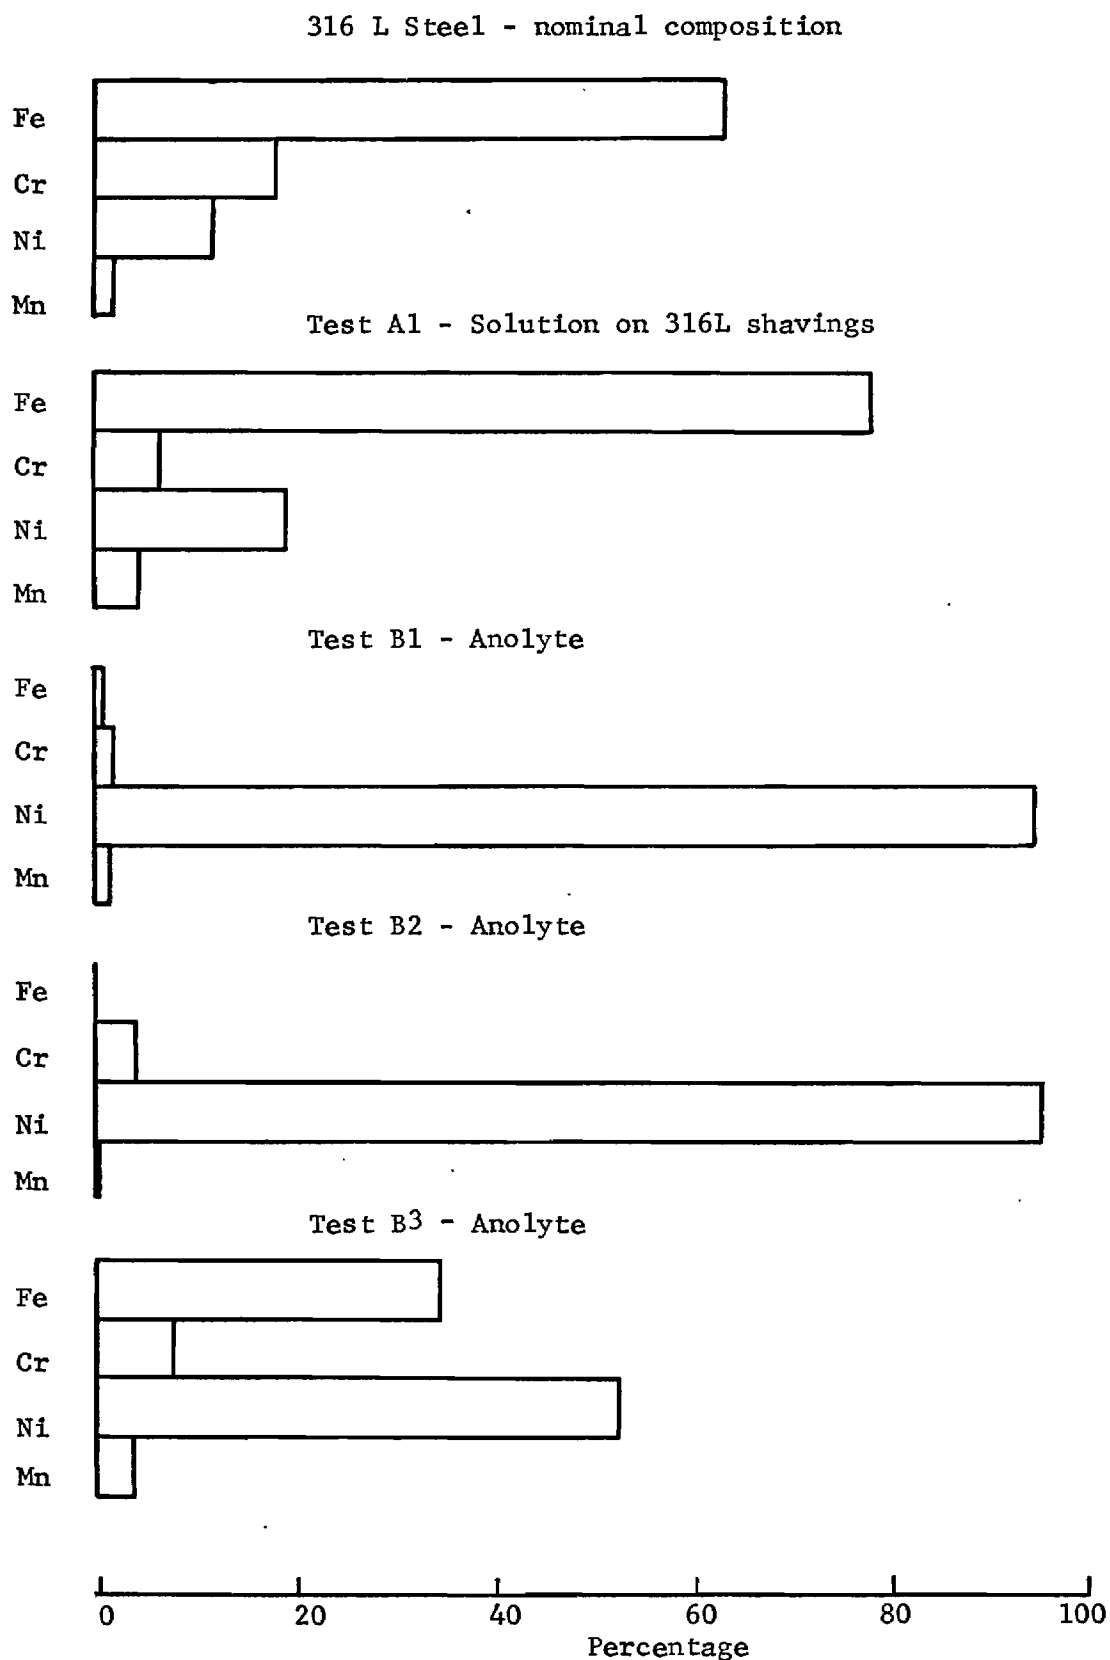 316 L Steel - nominal composition
Fe
Cr
Ni
Mn
Test A1 - Solution on 316L shavings
Fe
Cr
Ni
Mn
Test B1 - Anolyte
Fe
Cr
Ni
Mn
Test B2 - Anolyte
Fe
Cr
Ni
Mn
Test B3 - Anolyte
Fe
Cr
Ni
Mn
0 20 40 60 80 100
Percentage